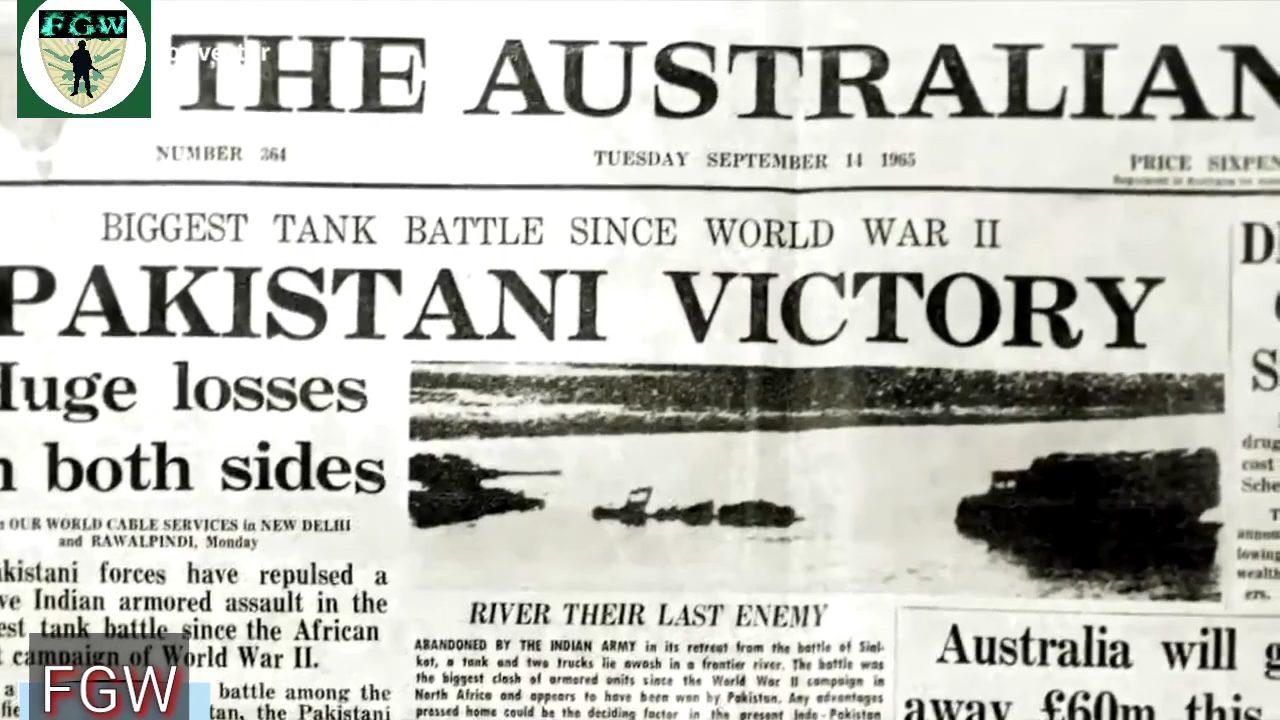 FGW
THE AUSTRALIAN
NUMBER 364
TUESDAY SEPTEMBER 14 1965
PRICE SIXPEN
BIGGEST TANK BATTLE SINCE WORLD WAR II
PAKISTANI VICTORY
Huge losses
n both sides
OUR WORLD CABLE SERVICES in NEW DELHI
and RAWALPINDI, Monday
kistani forces have repulsed a
ve Indian armored assault in the
est tank battle since the African
campaign of World War II.
battle among the
tan, the Pakistani
RIVER THEIR LAST ENEMY
ABANDONED BY THE INDIAN ARMY in its retreat from the battle of Sial-
kot, a tank and two trucks lie awash in a frontier river. The battle was
the biggest clash of armored units since the World War II campaign in
North Africa and appears to have been won by Pakistan. Any advantages
pressed home could be the deciding factor in the present Indo-Pakistan
Australia will g
away £60m this
D
S
drug
cost
Sche
T
annou
lowing
wealth
ers.
FGW